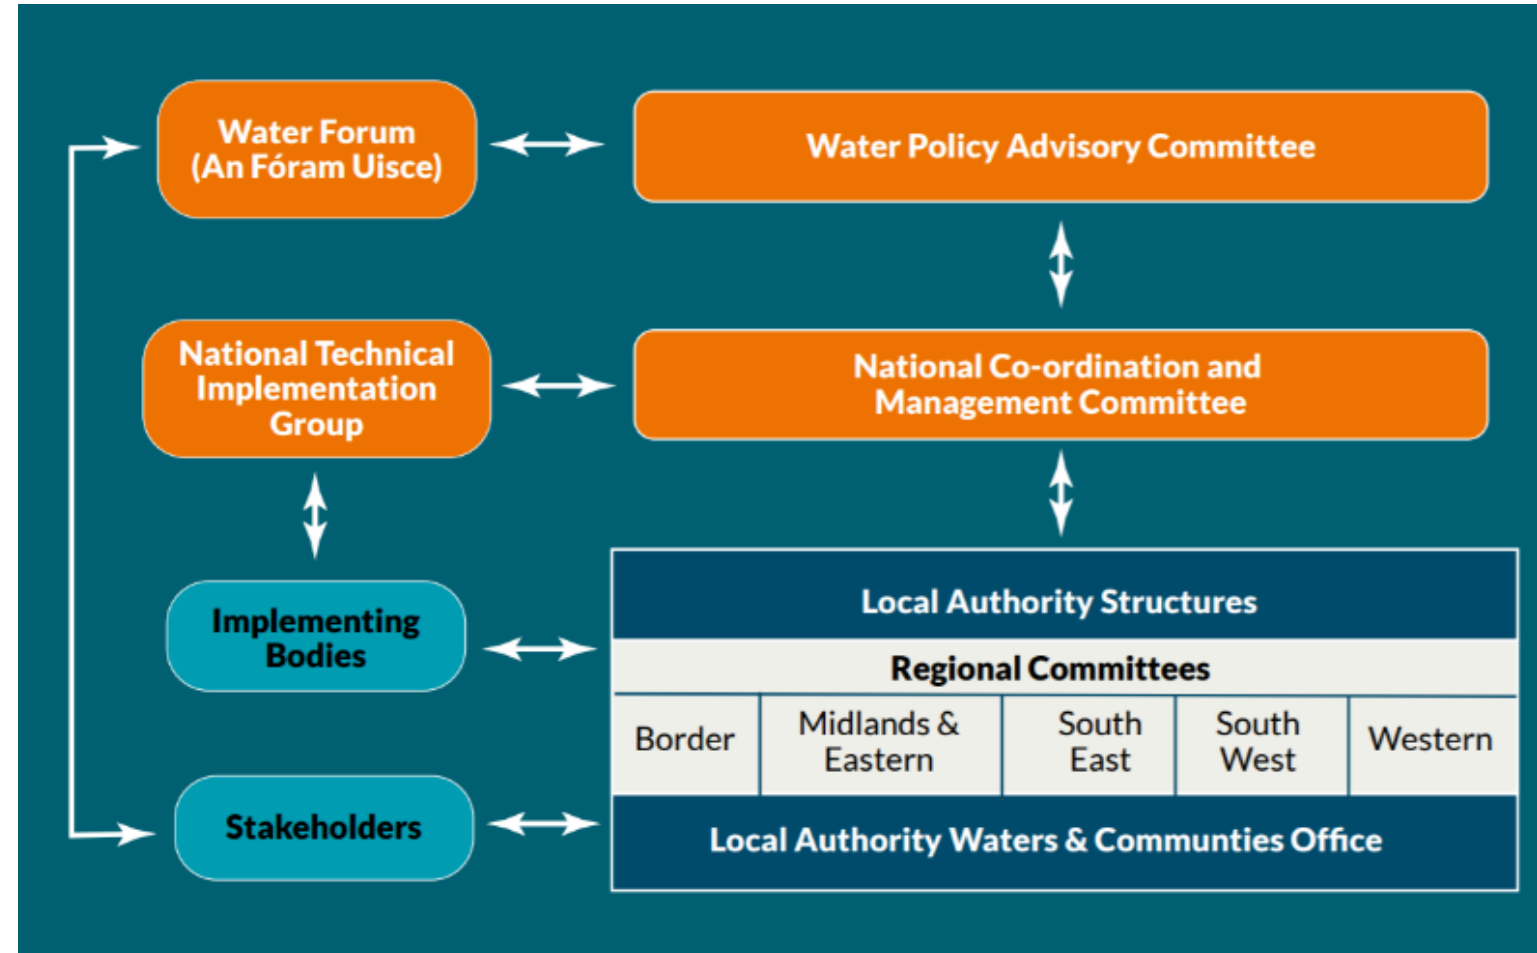 Water Forum
(An Fóram Uisce)
Water Policy Advisory Committee
National Technical
Implementation
Group
National Co-ordination and
Management Committee
Implementing
Bodies
Local Authority Structures
Regional Committees
Border
Midlands &
Eastern
South
East
South
West
Western
Stakeholders
Local Authority Waters & Communties Office